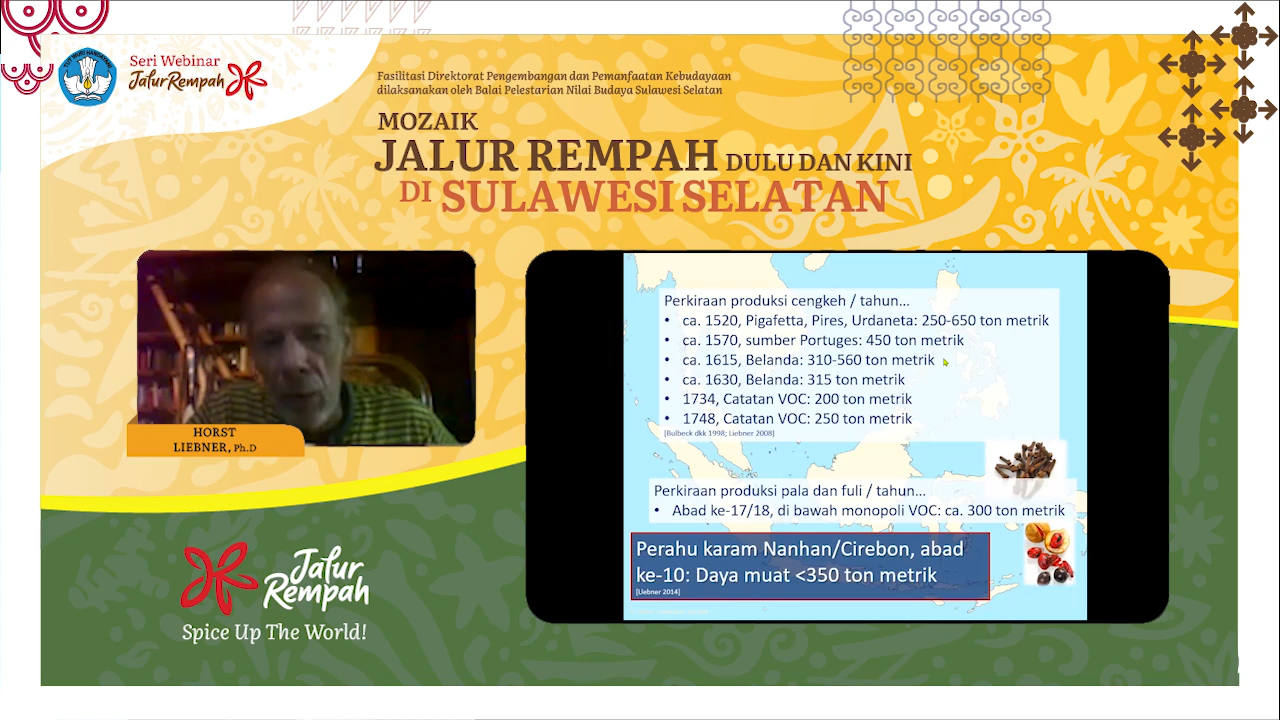 Seri Webinar
Jalur Rempah
Fasilitasi Direktorat Pengembangan dan Pemanfaatan Kebudayaan
dilaksanakan oleh Balai Pelestarian Nilai Budaya Sulawesi Selatan
MOZAIK
JALUR REMPAH DULU DAN KINI
DI SULAWESI SELATAN
HORST
LIEBNER, Ph.D
Perkiraan produksi cengkeh / tahun...
• ca. 1520, Pigafetta, Pires, Urdaneta: 250-650 ton metrik
• ca. 1570, sumber Portuges: 450 ton metrik
• ca. 1615, Belanda: 310-560 ton metrik
• ca. 1630, Belanda: 315 ton metrik
• 1734, Catatan VOC: 200 ton metrik
• 1748, Catatan VOC: 250 ton metrik
[Bulbeck dkk 1998; Liebner 2008]
Perkiraan produksi pala dan fuli / tahun...
• Abad ke-17/18, di bawah monopoli VOC: ca. 300 ton metrik
Perahu karam Nanhan/Cirebon, abad
ke-10: Daya muat <350 ton metrik
[Liebner 2014]
Jalur
Rempah
Spice Up The World!